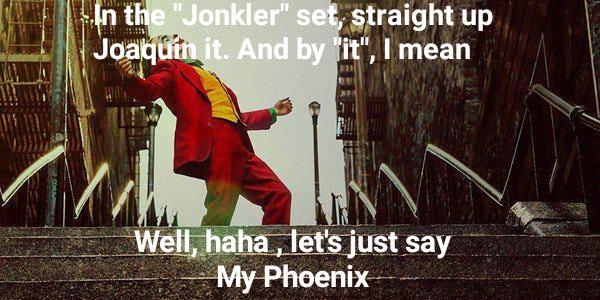 In the "Jonkler" set, straight up
Joaquin it. And by "it", I mean
Well, haha , let's just say
My Phoenix